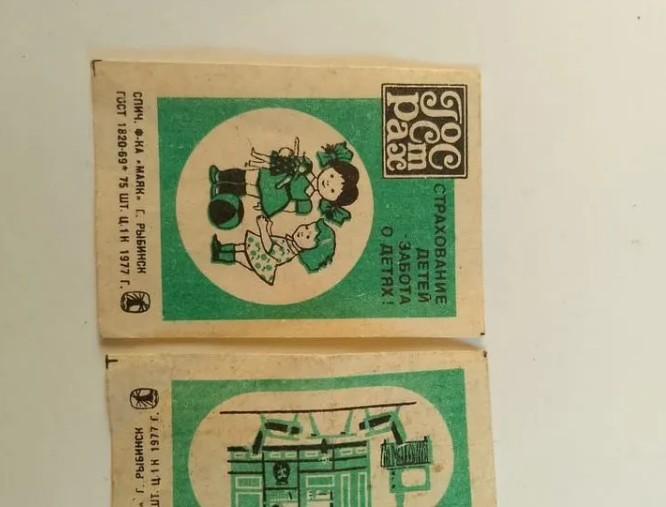 Гос
ст
рах
СТРАХОВАНИЕ
ДЕТЕЙ
-ЗАБОТА
О ДЕТЯХ!
СПИЧ. Ф-КА «МАЯК» Г. РЫБИНСК
ГОСТ 1820-69* 75 ШТ. Ц. 1 К 1977 Г.
Г. РЫБИНСК
ШТ. Ц. 1 К 1977 Г.